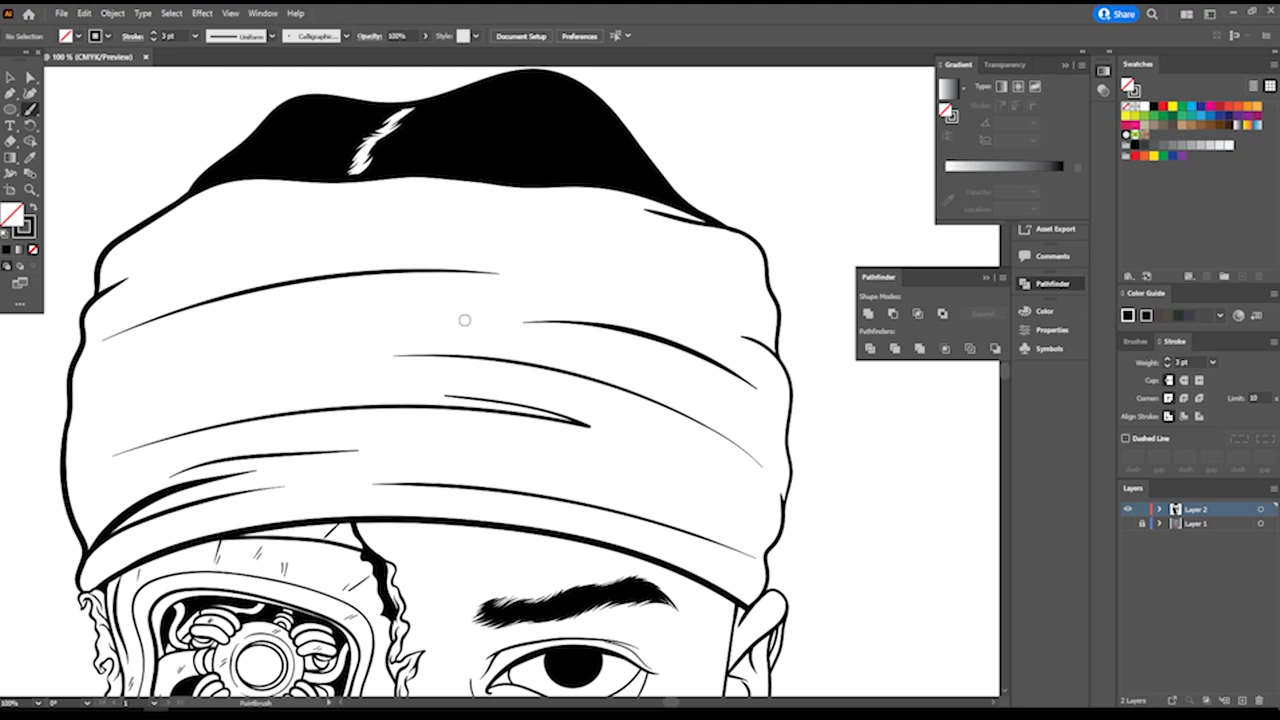 Ai File Edit Object Type Select Effect View Window Help Share
No Selection Stroke: 3 pt Uniform Calligraphic... Opacity: 100% Style: Document Setup Preferences
@ 100 % (CMYK/Preview) ×
Gradient Transparency
Type:
Stroke:
Opacity:
Location:
Swatches
Asset Export
Comments
Pathfinder
Color
Properties
Symbols
Pathfinder
Shape Modes:
Expand
Pathfinders:
Color Guide
Brushes Stroke
Weight: 3 pt
Cap:
Corner: Limit: 10 x
Align Stroke:
Dashed Line
dash gap dash gap dash gap
Layers
Layer 2
Layer 1
2 Layers
100% 0° 1 Paintbrush